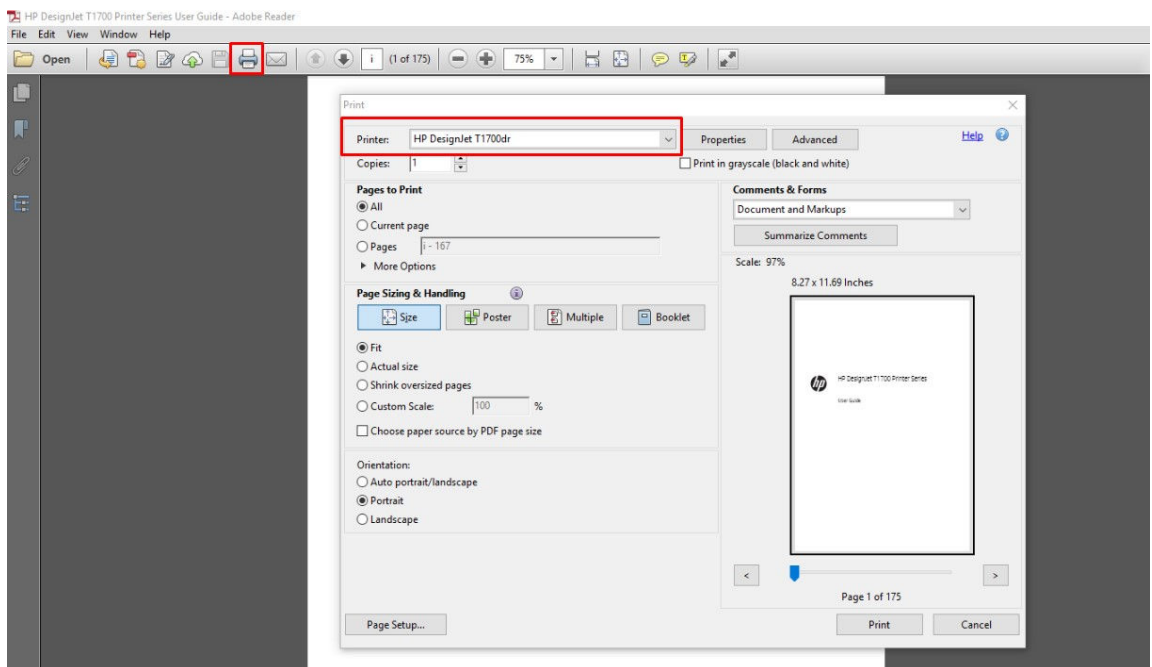 HP DesignJet T1700 Printer Series User Guide - Adobe Reader
File Edit View Window Help
Open i (1 of 175) 75%
Print
Printer: HP DesignJet T1700dr Properties Advanced Help
Copies: 1 Print in grayscale (black and white)
Pages to Print
All
Current page
Pages i - 167
More Options
Page Sizing & Handling
Size Poster Multiple Booklet
Fit
Actual size
Shrink oversized pages
Custom Scale: 100 %
Choose paper source by PDF page size
Orientation:
Auto portrait/landscape
Portrait
Landscape
Comments & Forms
Document and Markups
Summarize Comments
Scale: 97%
8.27 x 11.69 Inches
hp HP DesignJet T1700 Printer Series
User Guide
< >
Page 1 of 175
Page Setup... Print Cancel